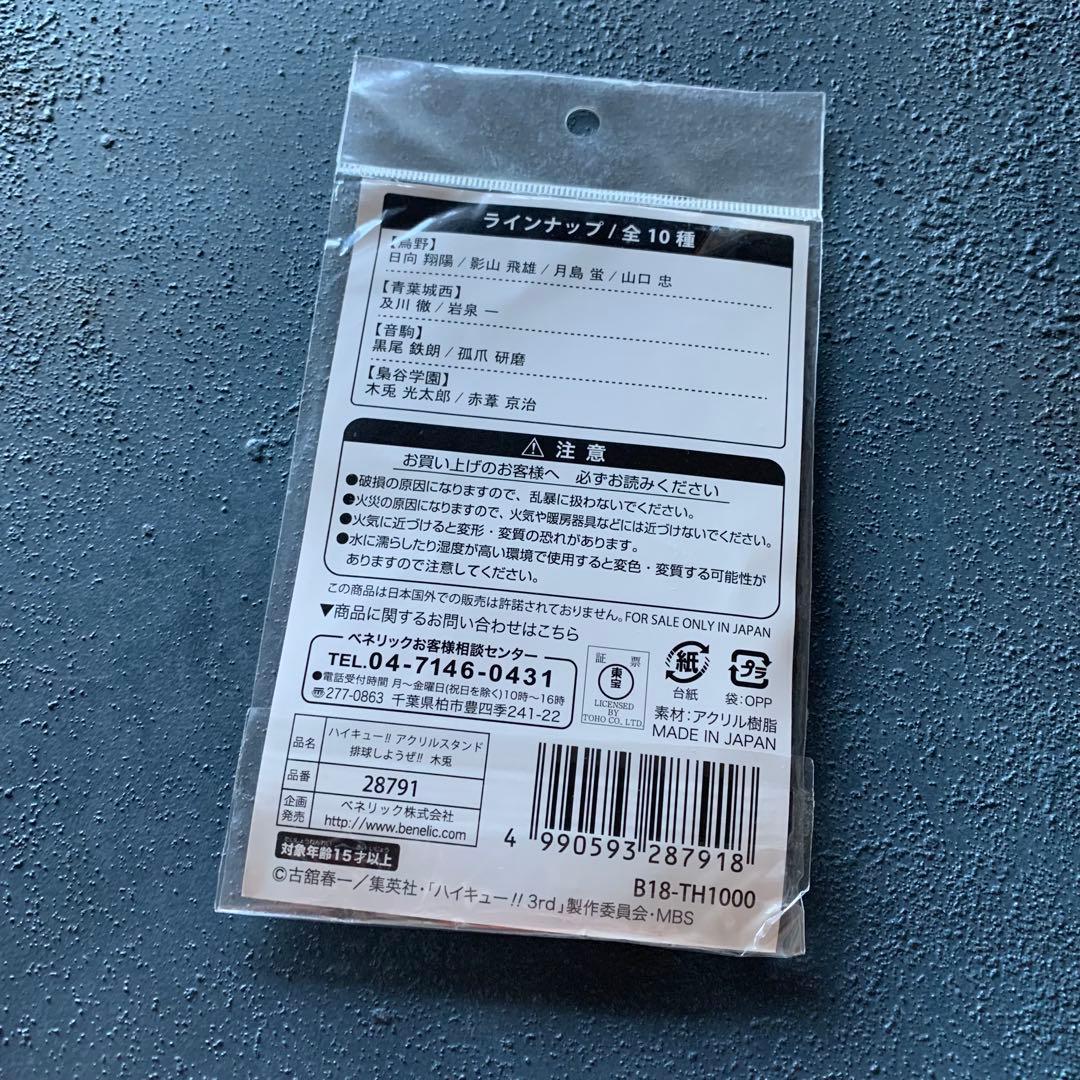 ラインナップ/全10種
【烏野】
日向 翔陽/影山 飛雄/月島 蛍/山口 忠
【青葉城西】
及川 徹/岩泉 一
【音駒】
黒尾 鉄朗/孤爪 研磨
【梟谷学園】
木兎 光太郎/赤葦 京治
注意
お買い上げのお客様へ 必ずお読みください
●破損の原因になりますので、乱暴に扱わないでください。
●火災の原因になりますので、火気や暖房器具などには近づけないでください。
●火気に近づけると変形・変質の恐れがあります。
●水に濡らしたり湿度が高い環境で使用すると変色・変質する可能性が
ありますので注意してください。
この商品は日本国外での販売は許諾されておりません。FOR SALE ONLY IN JAPAN
▼商品に関するお問い合わせはこちら
ベネリックお客様相談センター
TEL.04-7146-0431
●電話受付時間 月~金曜日(祝日を除く)10時~16時
〒277-0863 千葉県柏市豊四季241-22
証 票
東宝
LICENSED
BY
TOHO CO., LTD.
紙
台紙
プラ
袋:OPP
素材:アクリル樹脂
MADE IN JAPAN
品名 ハイキュー!! アクリルスタンド
排球しようぜ!! 木兎
品番 28791
企画
発売
ベネリック株式会社
http://www.benelic.com
対象年齢15才以上
4 990593 287918
B18-TH1000
©古舘春一/集英社・「ハイキュー!! 3rd」製作委員会・MBS